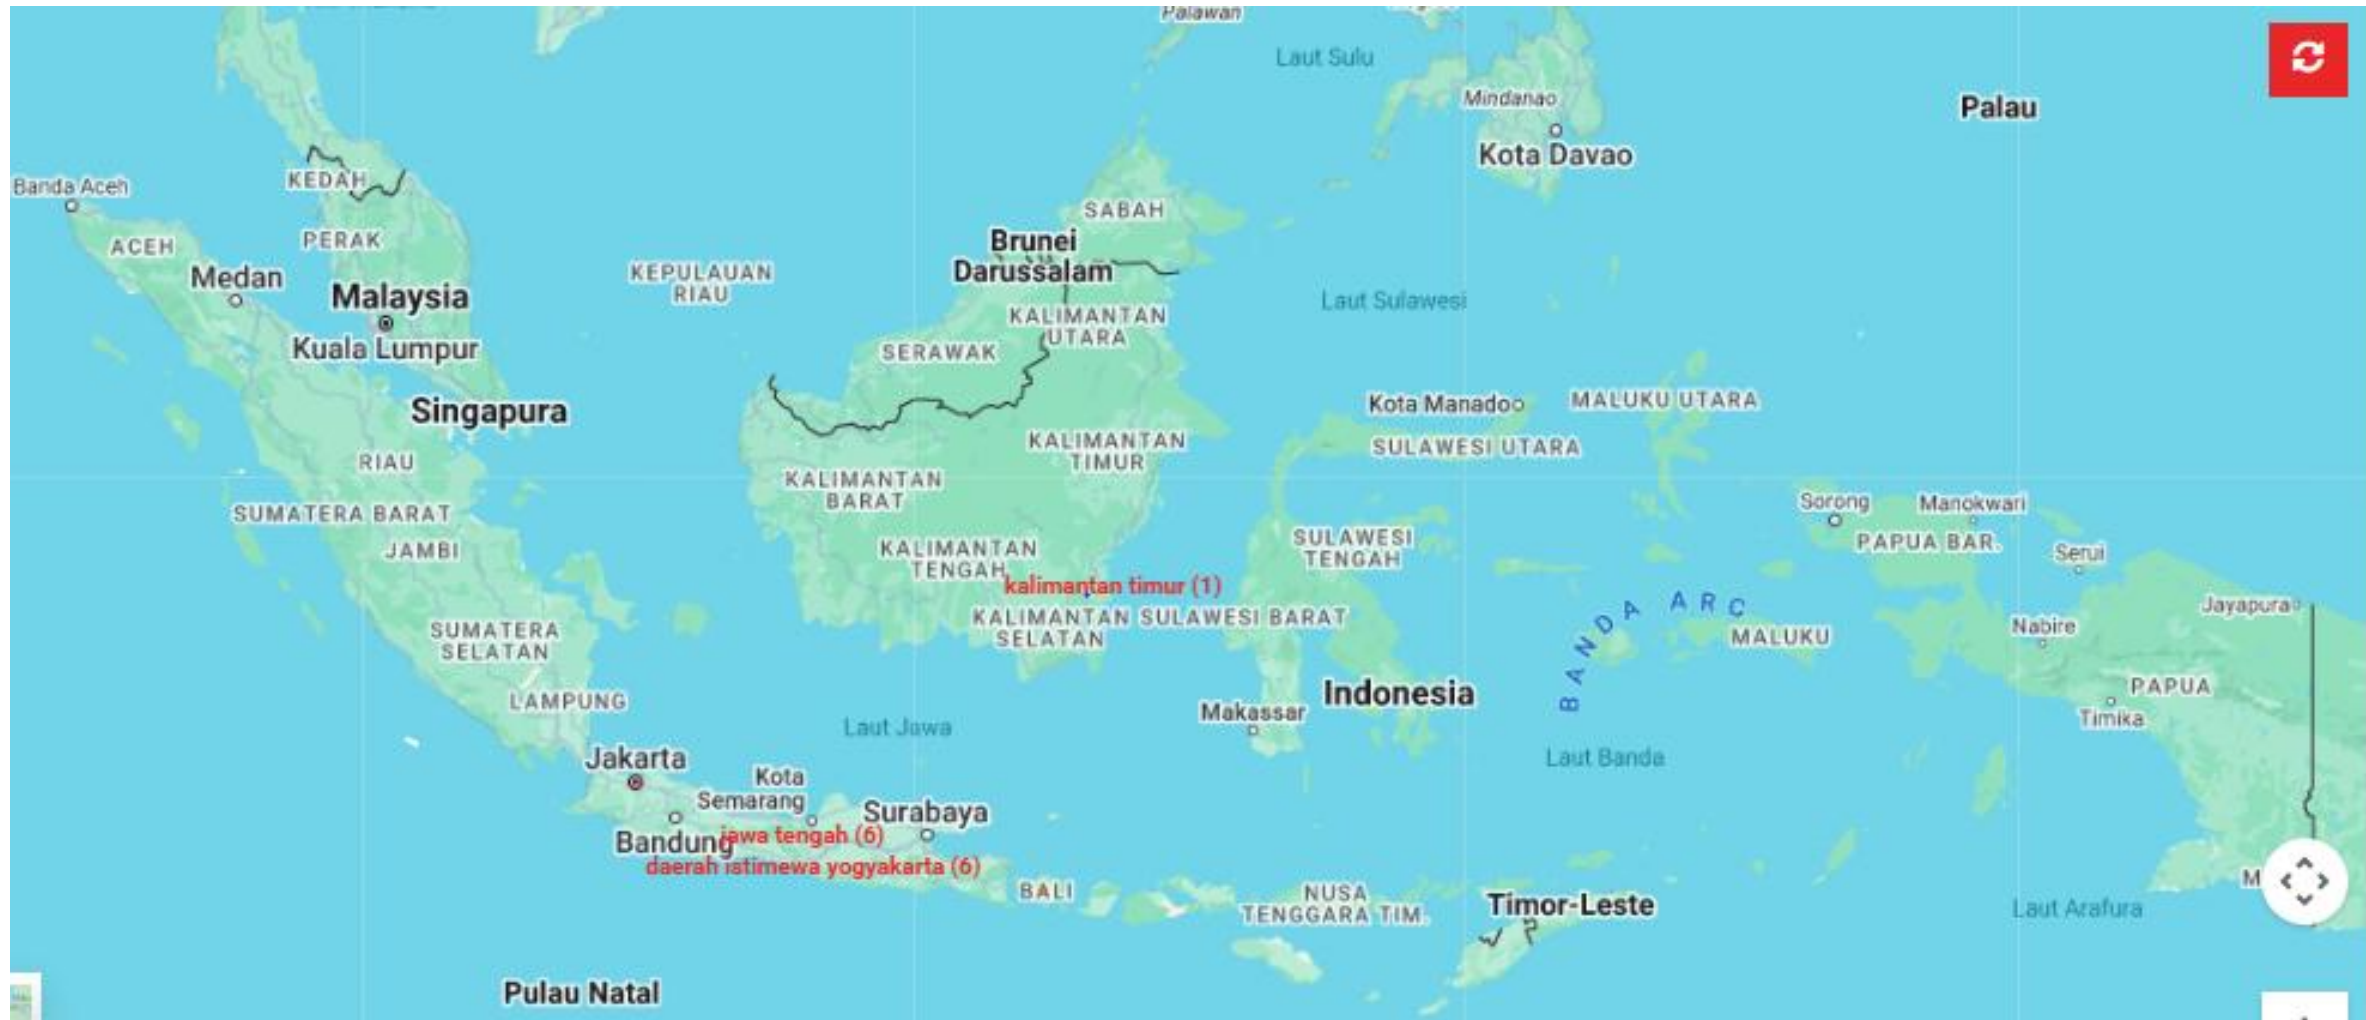 Palawan
Laut Sulu
Mindanao
Kota Davao
Palau
Banda Aceh
KEDAH
ACEH
PERAK
Medan
Malaysia
Kuala Lumpur
Singapura
KEPULAUAN
RIAU
SABAH
Brunei
Darussalam
KALIMANTAN
UTARA
SERAWAK
Laut Sulawesi
Kota Manado
MALUKU UTARA
SULAWESI UTARA
KALIMANTAN
TIMUR
KALIMANTAN
BARAT
RIAU
SUMATERA BARAT
JAMBI
KALIMANTAN
TENGAH
kalimantan timur (1)
SULAWESI
TENGAH
Sorong
Manokwari
PAPUA BAR.
Serui
Jayapura
Nabire
BANDA ARC
MALUKU
KALIMANTAN
SELATAN
SULAWESI BARAT
SUMATERA
SELATAN
LAMPUNG
Indonesia
Makassar
PAPUA
Timika
Laut Jawa
Laut Banda
Jakarta
Kota
Semarang
Surabaya
Bandung
jawa tengah (6)
daerah istimewa yogyakarta (6)
BALI
NUSA
TENGGARA TIM.
Timor-Leste
M
Laut Arafura
Pulau Natal